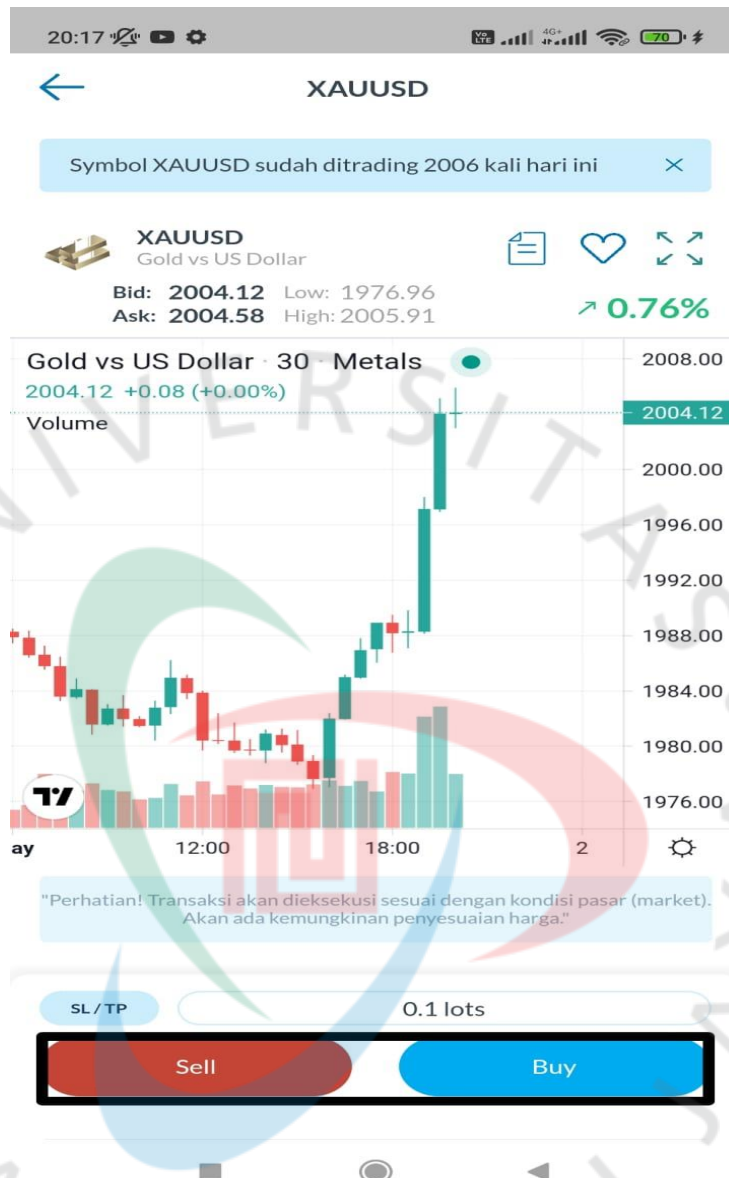 20:17
Vo LTE 4G+ 70
XAUUSD
Symbol XAUUSD sudah ditrading 2006 kali hari ini
XAUUSD
Gold vs US Dollar
Bid: 2004.12 Low: 1976.96
Ask: 2004.58 High: 2005.91
0.76%
Gold vs US Dollar · 30 · Metals
2008.00
2004.12 +0.08 (+0.00%)
2004.12
Volume
2000.00
1996.00
1992.00
1988.00
1984.00
1980.00
1976.00
ay 12:00 18:00 2
"Perhatian! Transaksi akan dieksekusi sesuai dengan kondisi pasar (market).
Akan ada kemungkinan penyesuaian harga."
SL/TP 0.1 lots
Sell Buy